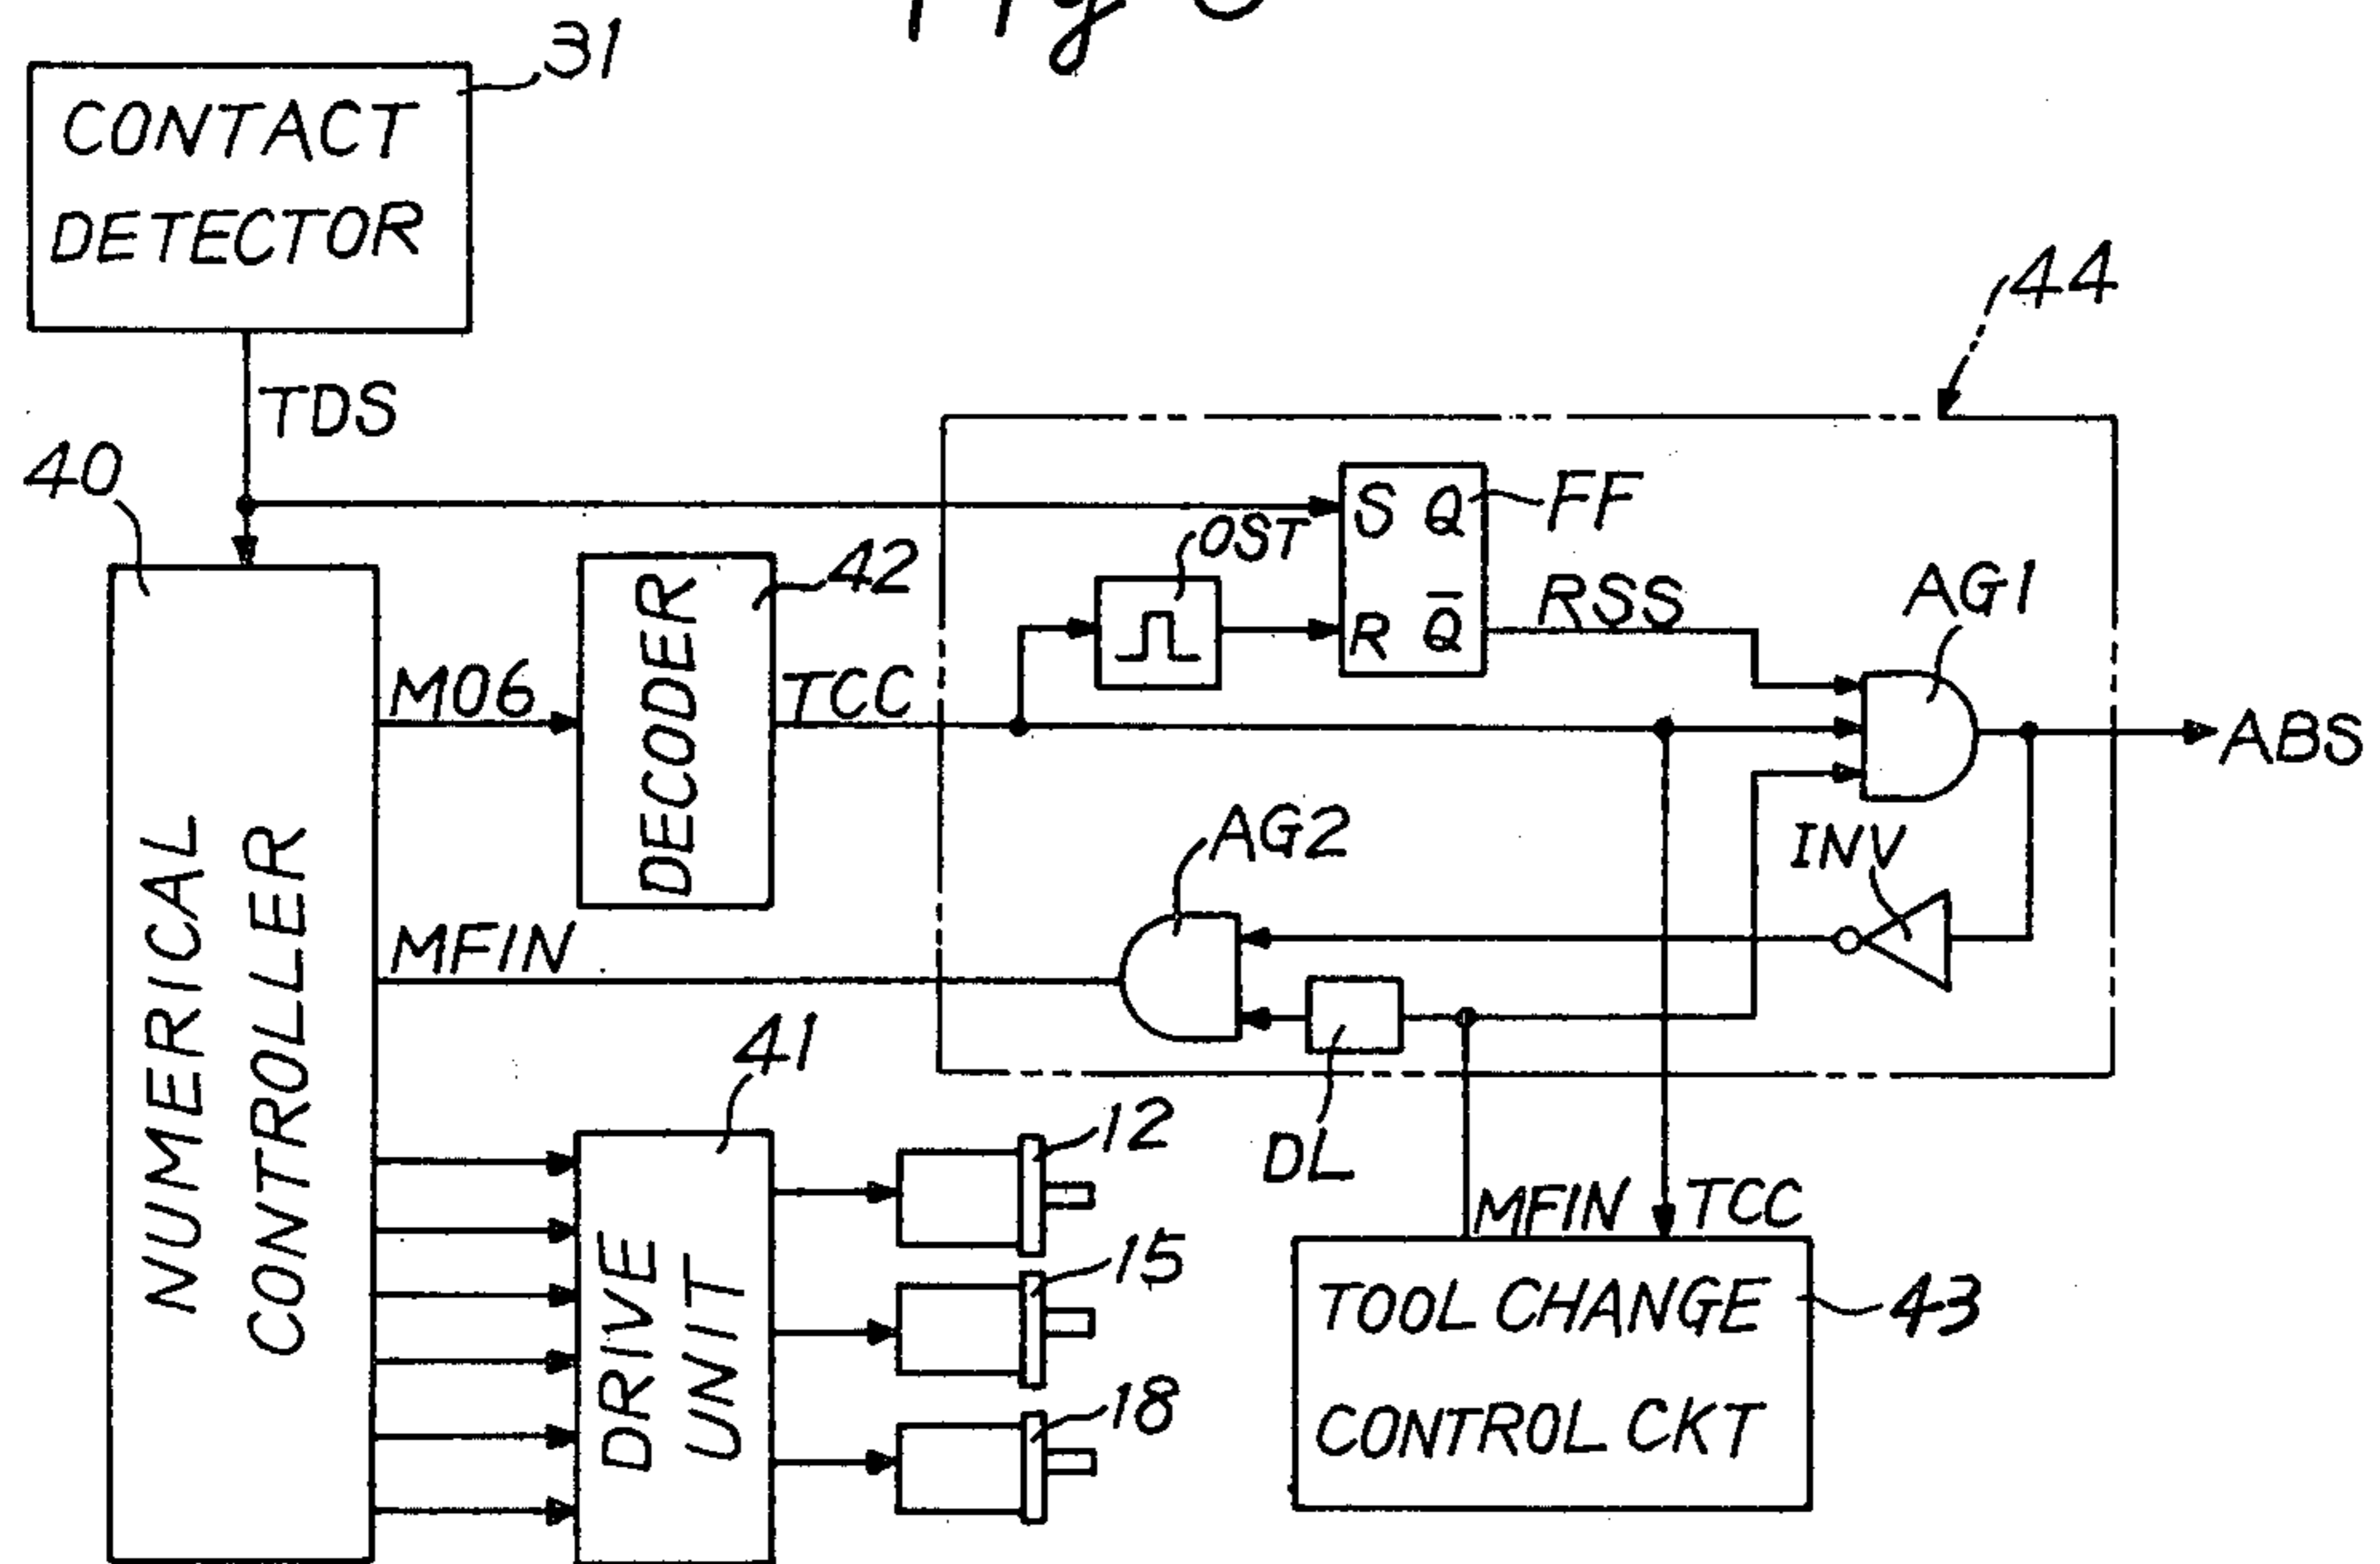 31
CONTACT
DETECTOR
44
TDS
40
S Q
FF
OST
42
R Q̅
RSS
AG1
DECODER
M06
TCC
ABS
AG2
INV
MFIN
NUMERICAL
CONTROLLER
41
DL
12
MFIN
TCC
15
DRIVE
UNIT
TOOL CHANGE
CONTROL CKT
43
18